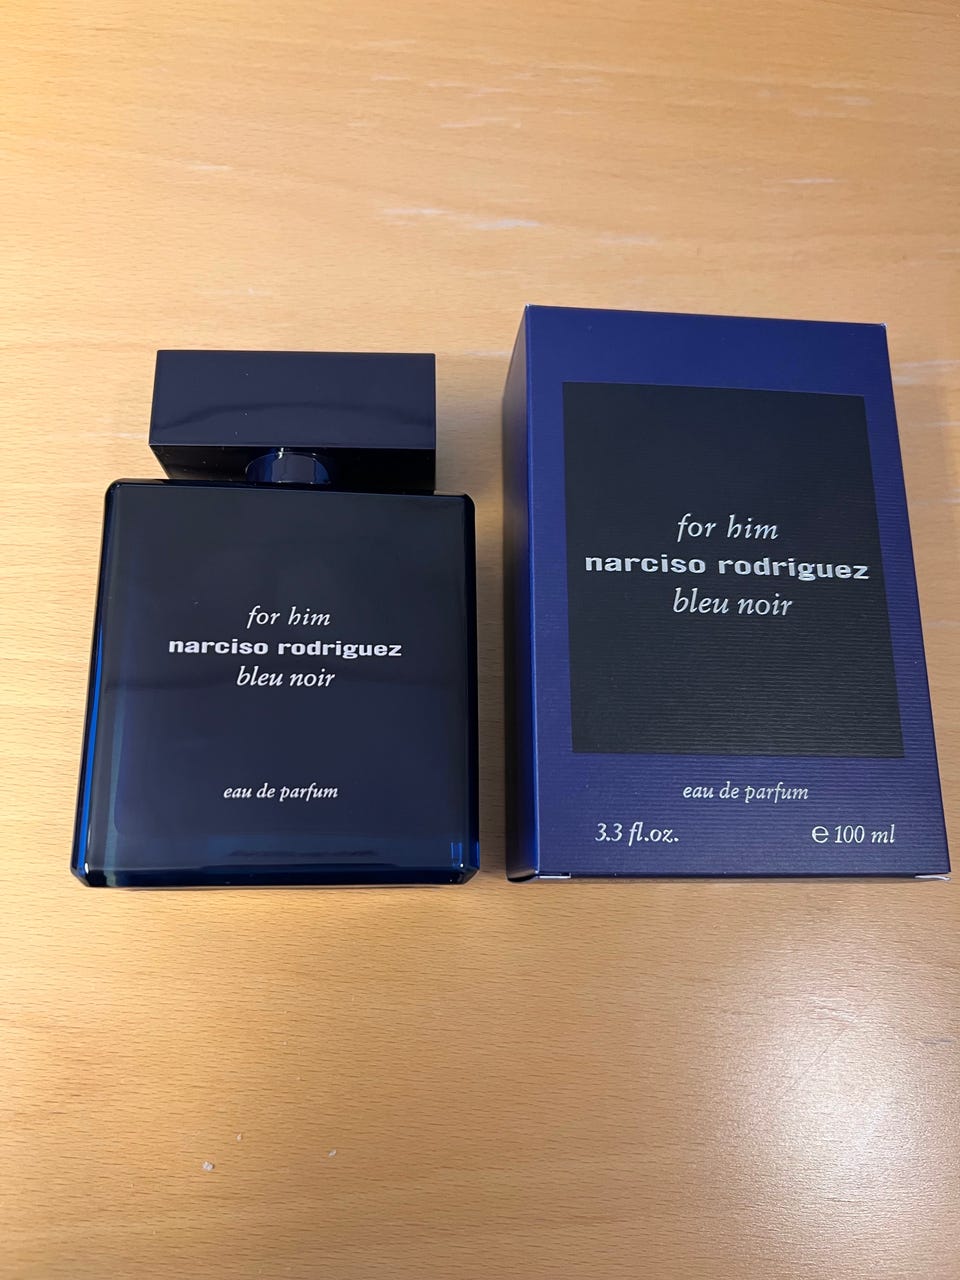 for him
narciso rodriguez
bleu noir
eau de parfum
for him
narciso rodriguez
bleu noir
eau de parfum
3.3 fl.oz. ℮ 100 ml